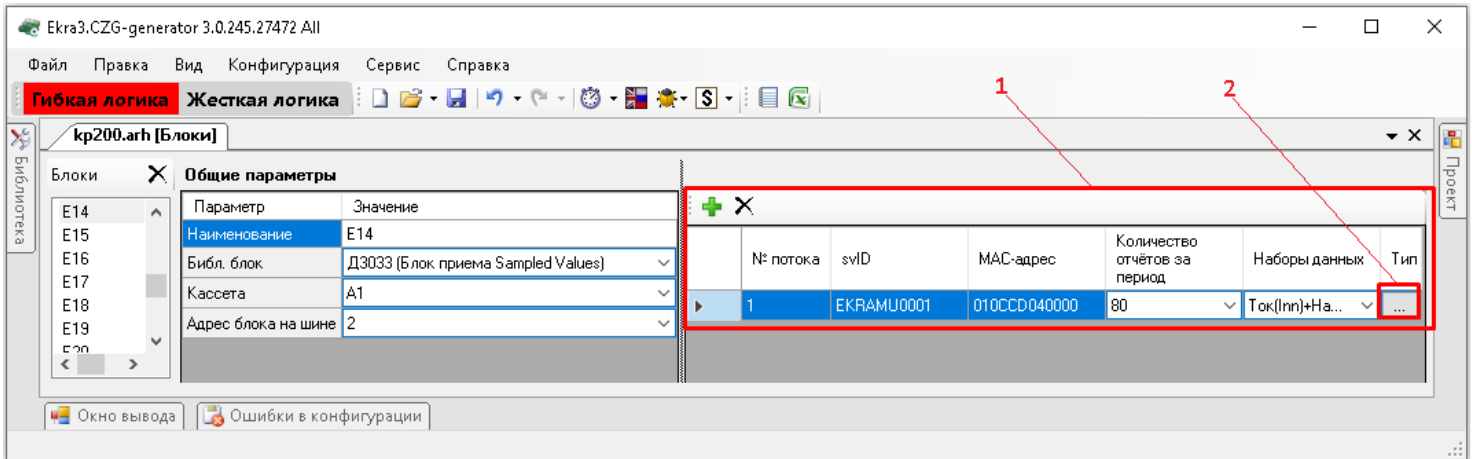 Ekra3.CZG-generator 3.0.245.27472 All
Файл Правка Вид Конфигурация Сервис Справка
Гибкая логика Жесткая логика S
1
2
kp200.arh [Блоки]
Библиотека
Проект
Блоки
E14
E15
E16
E17
E18
E19
E20
Общие параметры
Параметр Значение
Наименование E14
Библ. блок Д3033 (Блок приема Sampled Values)
Кассета A1
Адрес блока на шине 2
№ потока svID MAC-адрес Количество отчётов за период Наборы данных Тип
1 EKRAMU0001 010CCD040000 80 Ток(Inn)+На... ...
Окно вывода Ошибки в конфигурации